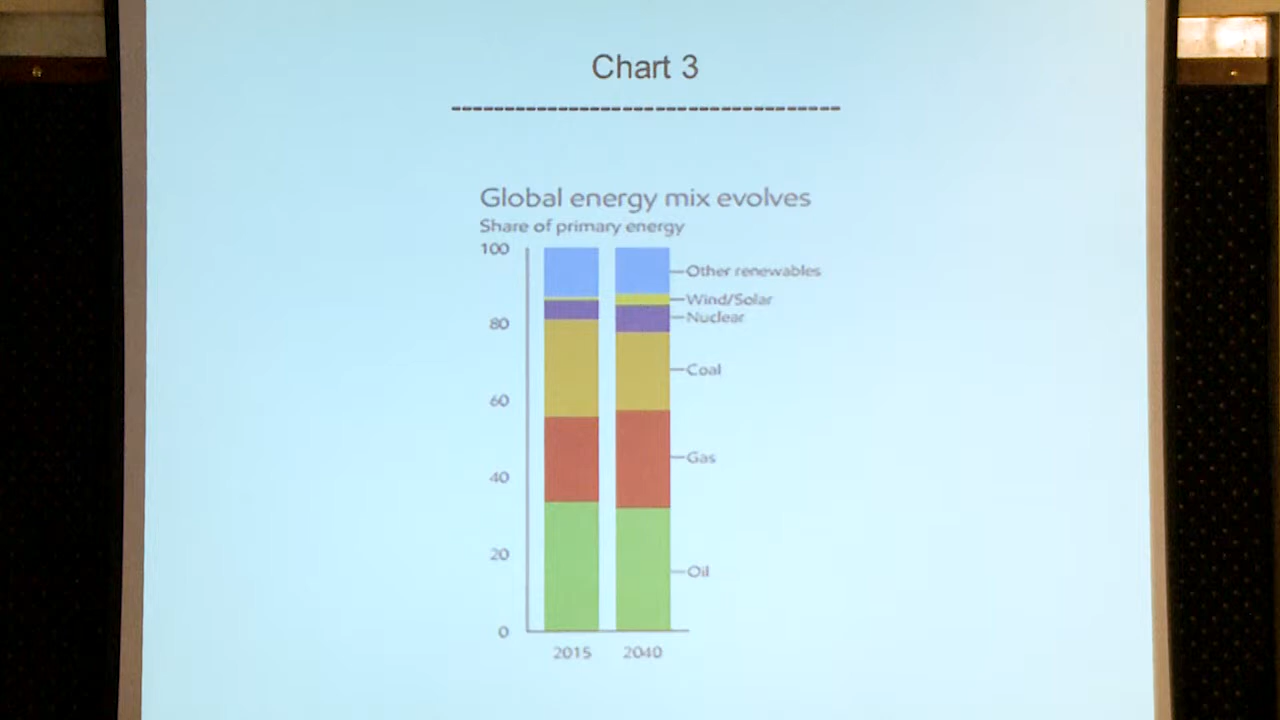 Chart 3
-------------------------------------
Global energy mix evolves
Share of primary energy
100
80
60
40
20
0
Other renewables
Wind/Solar
Nuclear
Coal
Gas
Oil
2015 2040